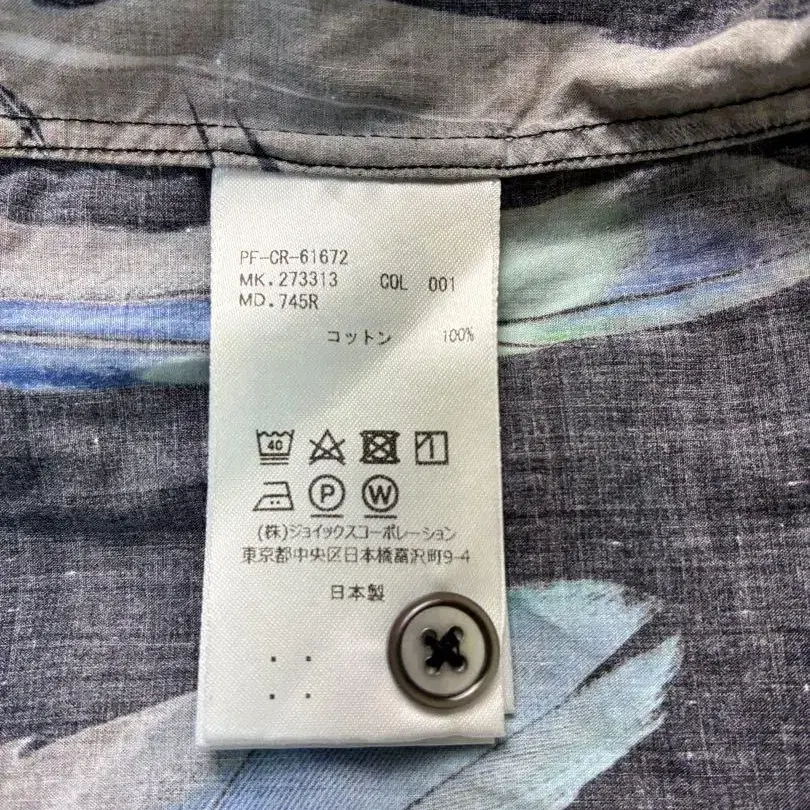 PF-CR-61672
MK.273313 COL 001
MD.745R
コットン 100%
40
P W
(株)ジョイックスコーポレーション
東京都中央区日本橋富沢町9-4
日本製